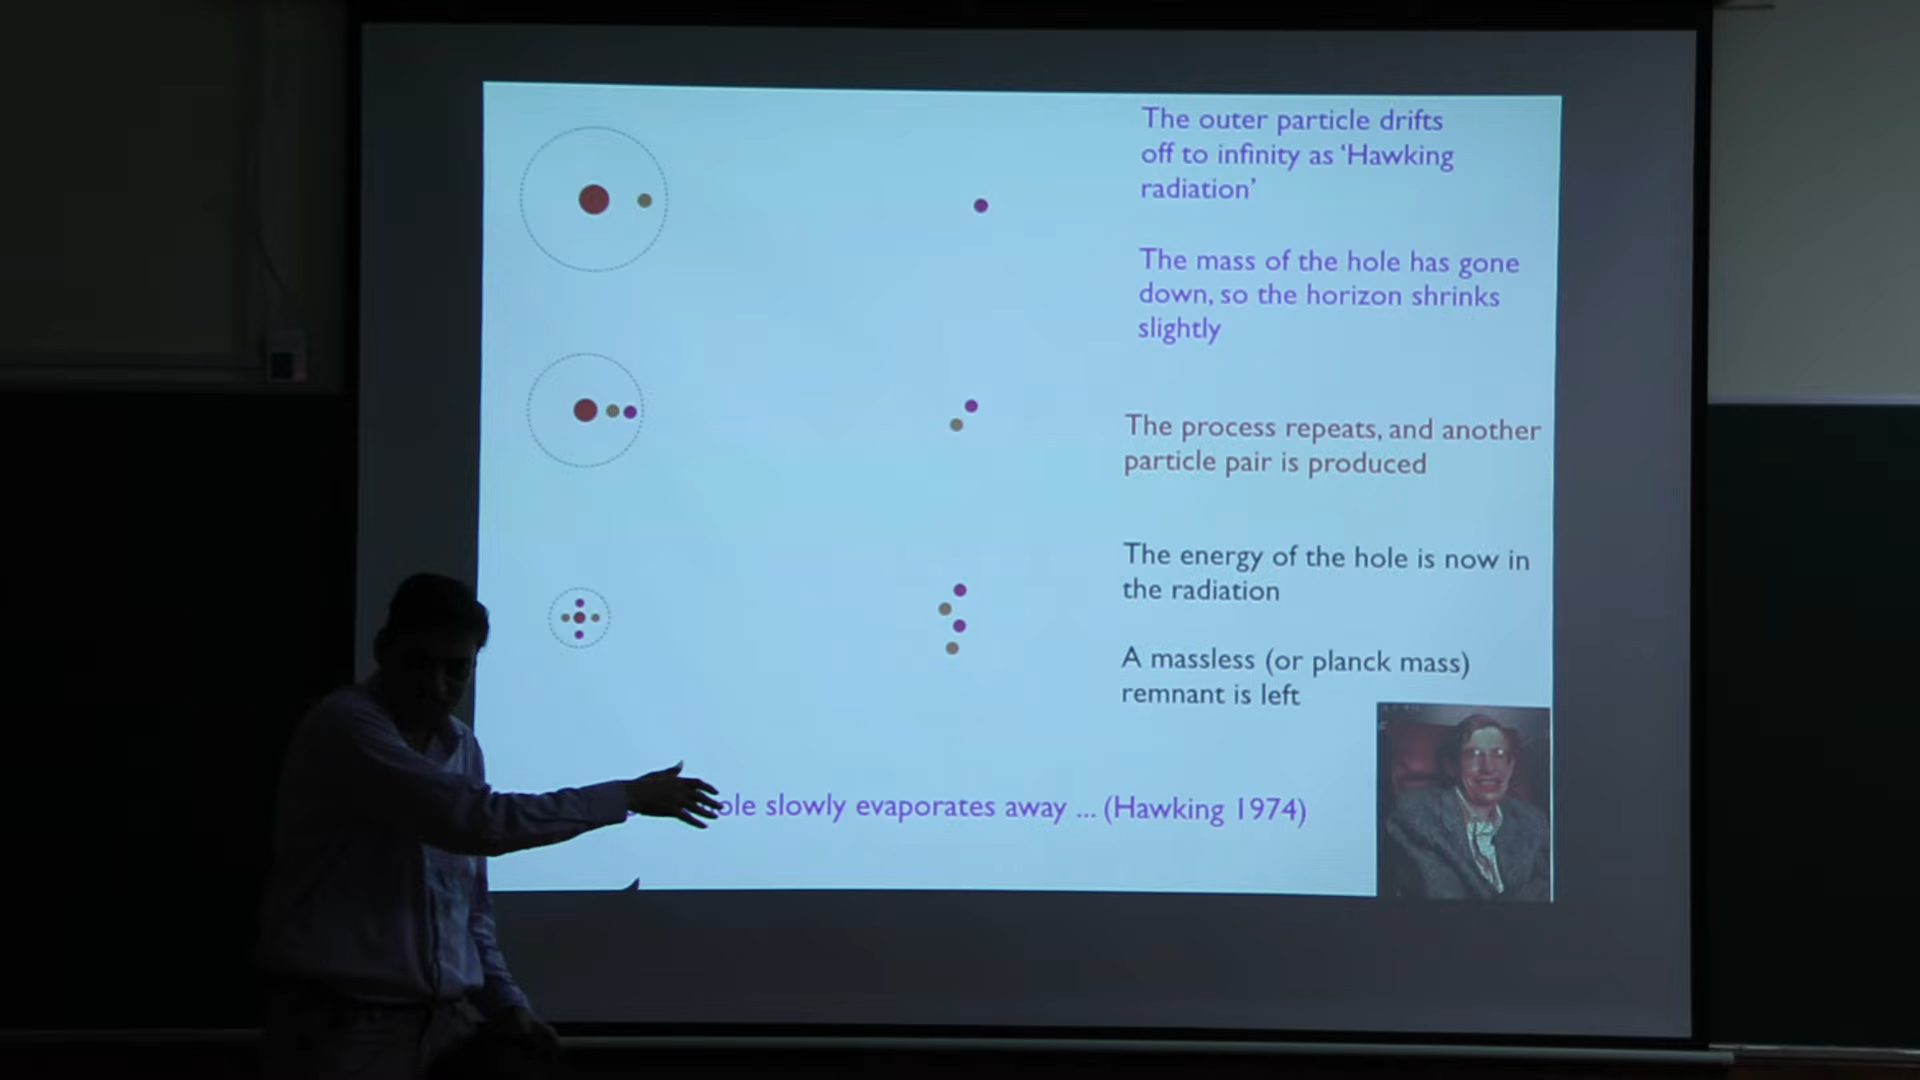 The outer particle drifts
off to infinity as ‘Hawking
radiation’
The mass of the hole has gone
down, so the horizon shrinks
slightly
The process repeats, and another
particle pair is produced
The energy of the hole is now in
the radiation
A massless (or planck mass)
remnant is left
slowly evaporates away ... (Hawking 1974)